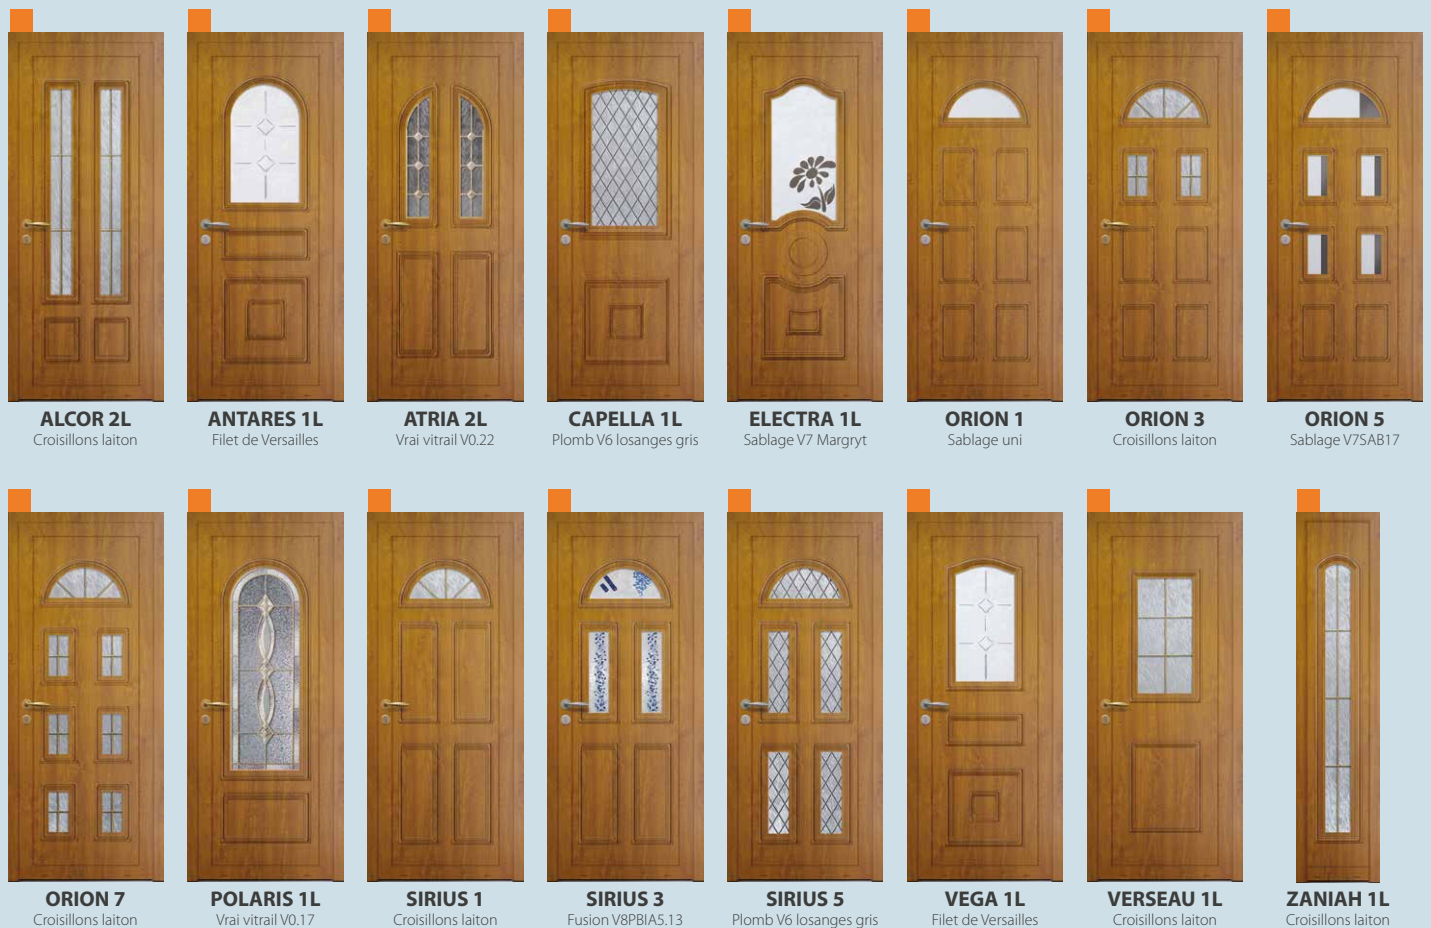 ALCOR 2L
Croisillons laiton
ANTARES 1L
Filet de Versailles
ATRIA 2L
Vrai vitrail V0.22
CAPELLA 1L
Plomb V6 losanges gris
ELECTRA 1L
Sablage V7 Margryt
ORION 1
Sablage uni
ORION 3
Croisillons laiton
ORION 5
Sablage V7SAB17
ORION 7
Croisillons laiton
POLARIS 1L
Vrai vitrail V0.17
SIRIUS 1
Croisillons laiton
SIRIUS 3
Fusion V8PBIA5.13
SIRIUS 5
Plomb V6 losanges gris
VEGA 1L
Filet de Versailles
VERSEAU 1L
Croisillons laiton
ZANIAH 1L
Croisillons laiton